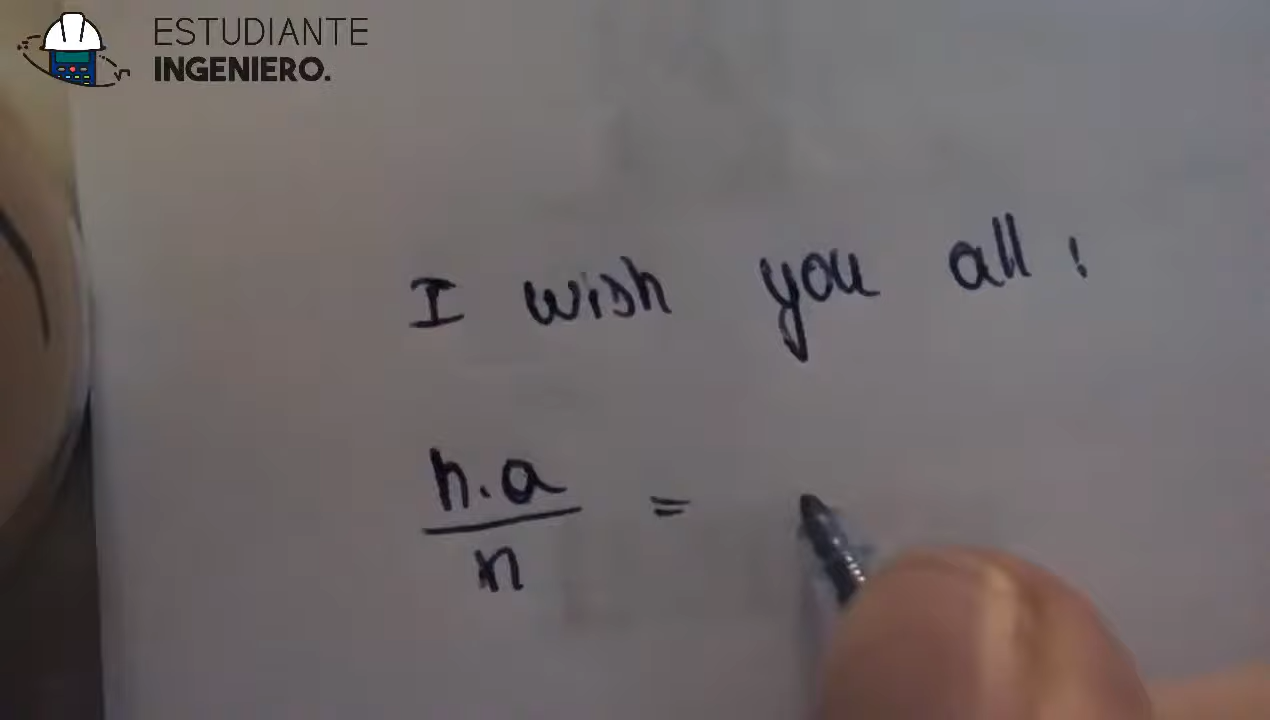 ESTUDIANTE
INGENIERO.
I wish you all :
h.a
n
=